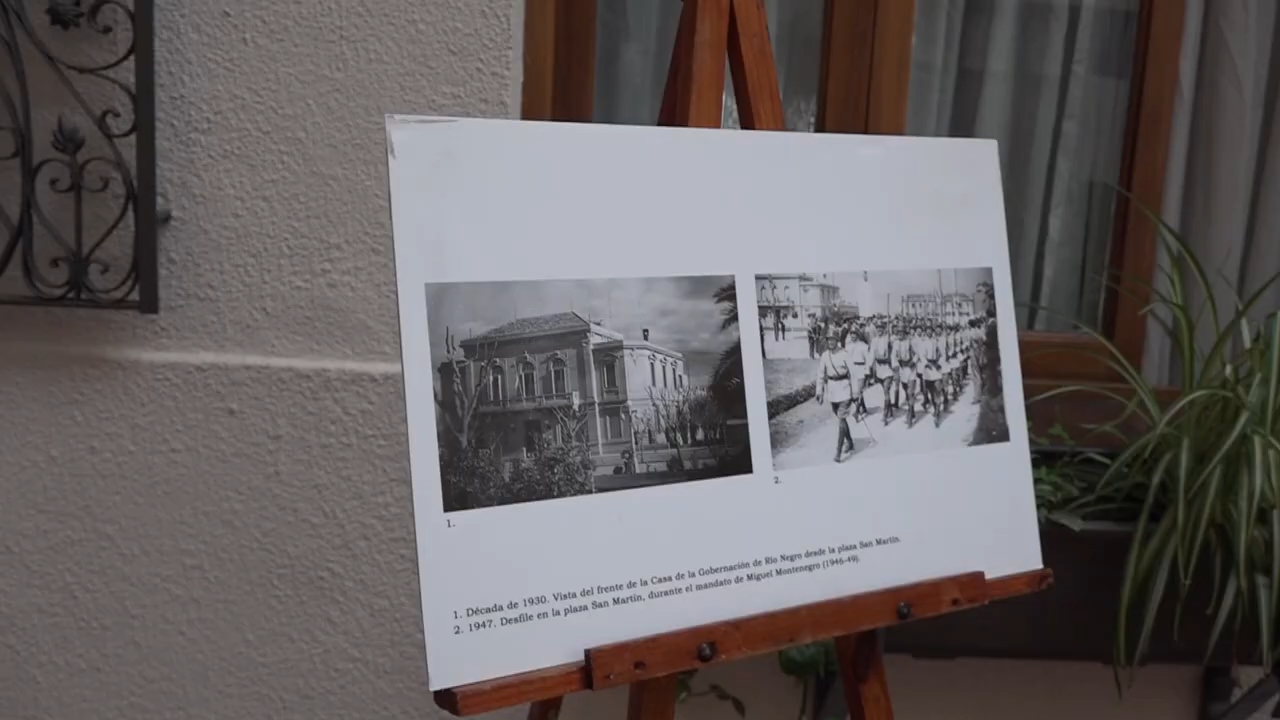 1.
2.
1. Década de 1930. Vista del frente de la Casa de la Gobernación de Río Negro desde la plaza San Martín.
2. 1947. Desfile en la plaza San Martín, durante el mandato de Miguel Montenegro (1946-49).